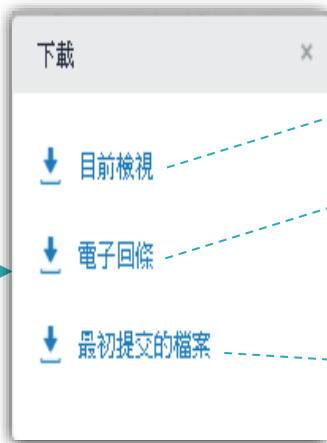 下載
目前檢視
電子回條
最初提交的檔案